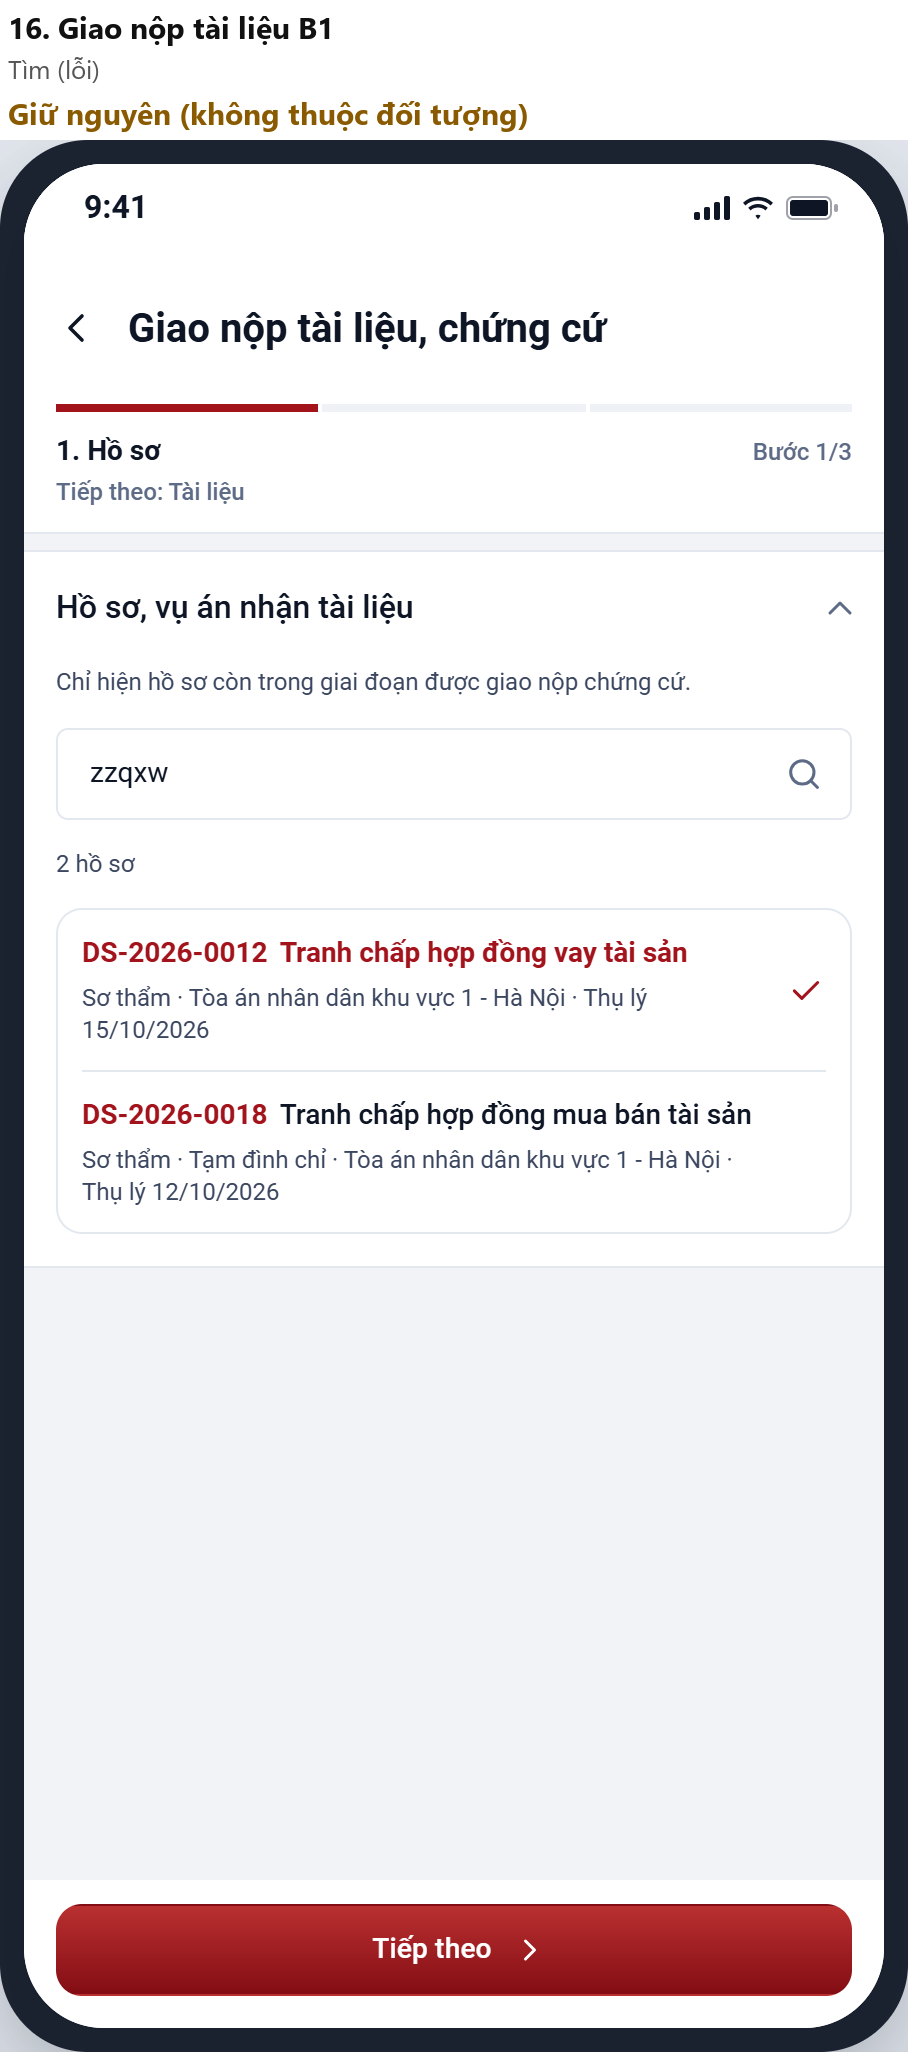 16. Giao nộp tài liệu B1
Tìm (lỗi)
Giữ nguyên (không thuộc đối tượng)
9:41
Giao nộp tài liệu, chứng cứ
1. Hồ sơ
Bước 1/3
Tiếp theo: Tài liệu
Hồ sơ, vụ án nhận tài liệu
Chỉ hiện hồ sơ còn trong giai đoạn được giao nộp chứng cứ.
zzqxw
2 hồ sơ
DS-2026-0012 Tranh chấp hợp đồng vay tài sản
Sơ thẩm · Tòa án nhân dân khu vực 1 - Hà Nội · Thụ lý
15/10/2026
DS-2026-0018 Tranh chấp hợp đồng mua bán tài sản
Sơ thẩm · Tạm đình chỉ · Tòa án nhân dân khu vực 1 - Hà Nội ·
Thụ lý 12/10/2026
Tiếp theo